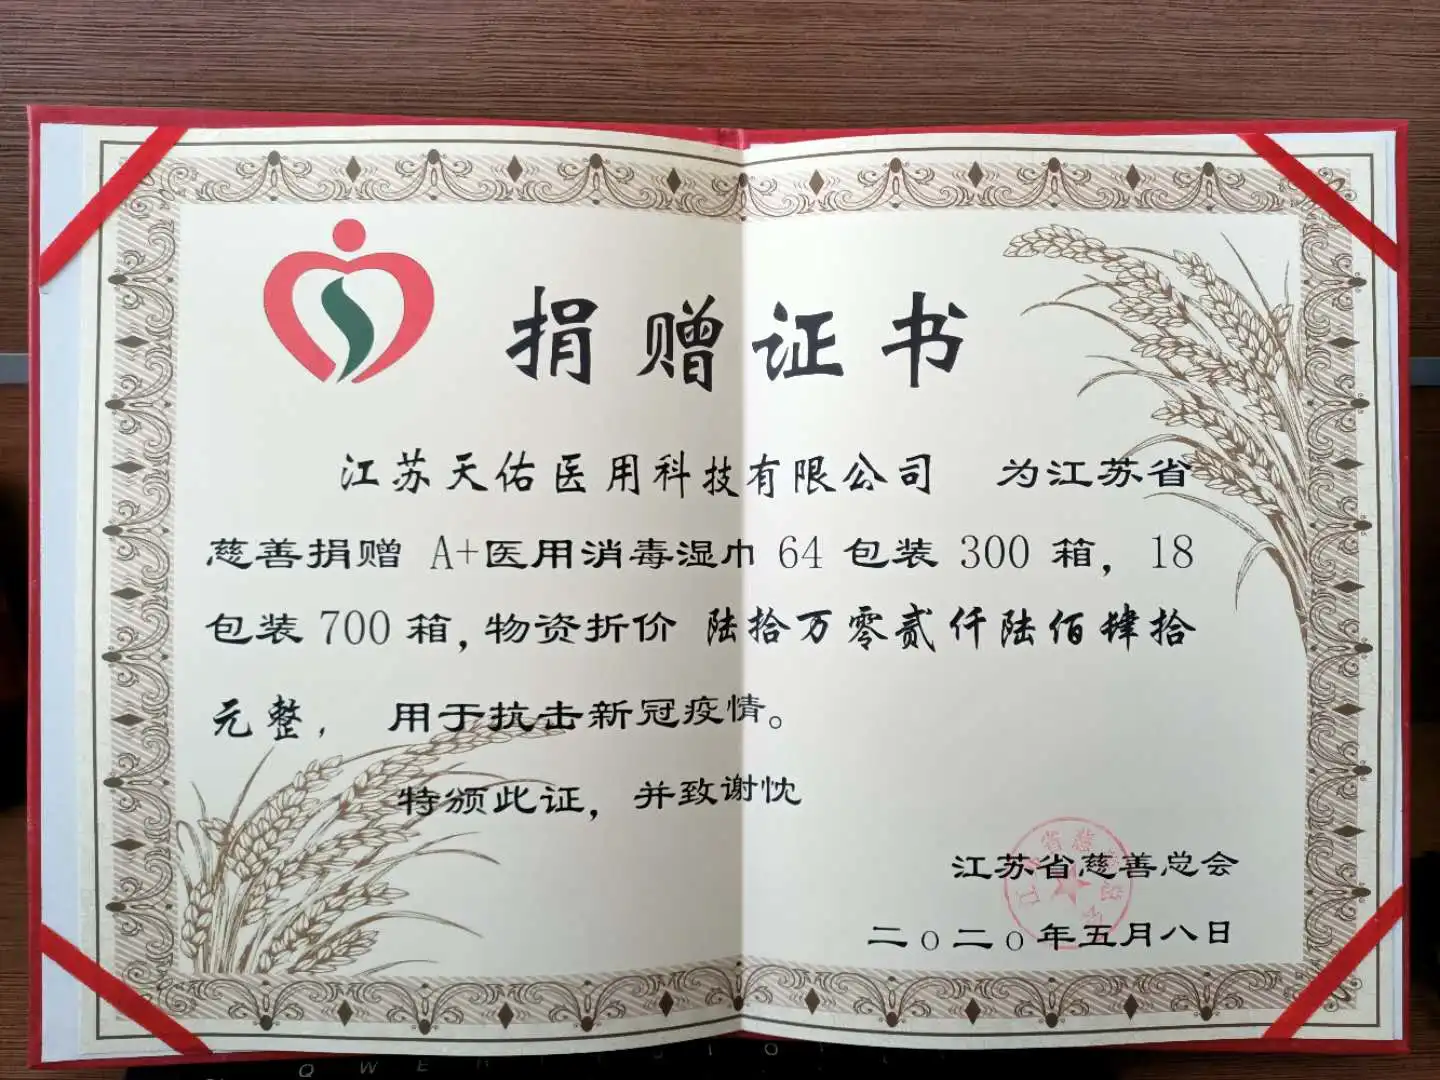 捐赠证书
江苏天佑医用科技有限公司 为江苏省
慈善捐赠 A+医用消毒湿巾 64 包装 300 箱，18
包装 700 箱，物资折价 陆拾万零贰仟陆佰肆拾
元整， 用于抗击新冠疫情。
特颁此证，并致谢忱
江苏省慈善总会
二〇二〇年五月八日
Q W E